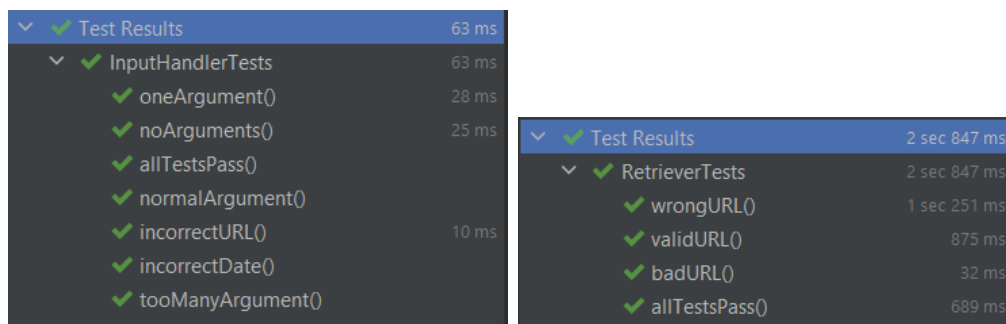 Test Results 63 ms
InputHandlerTests 63 ms
oneArgument() 28 ms
noArguments() 25 ms
allTestsPass()
normalArgument()
incorrectURL() 10 ms
incorrectDate()
tooManyArgument()
Test Results 2 sec 847 ms
RetrieverTests 2 sec 847 ms
wrongURL() 1 sec 251 ms
validURL() 875 ms
badURL() 32 ms
allTestsPass() 689 ms